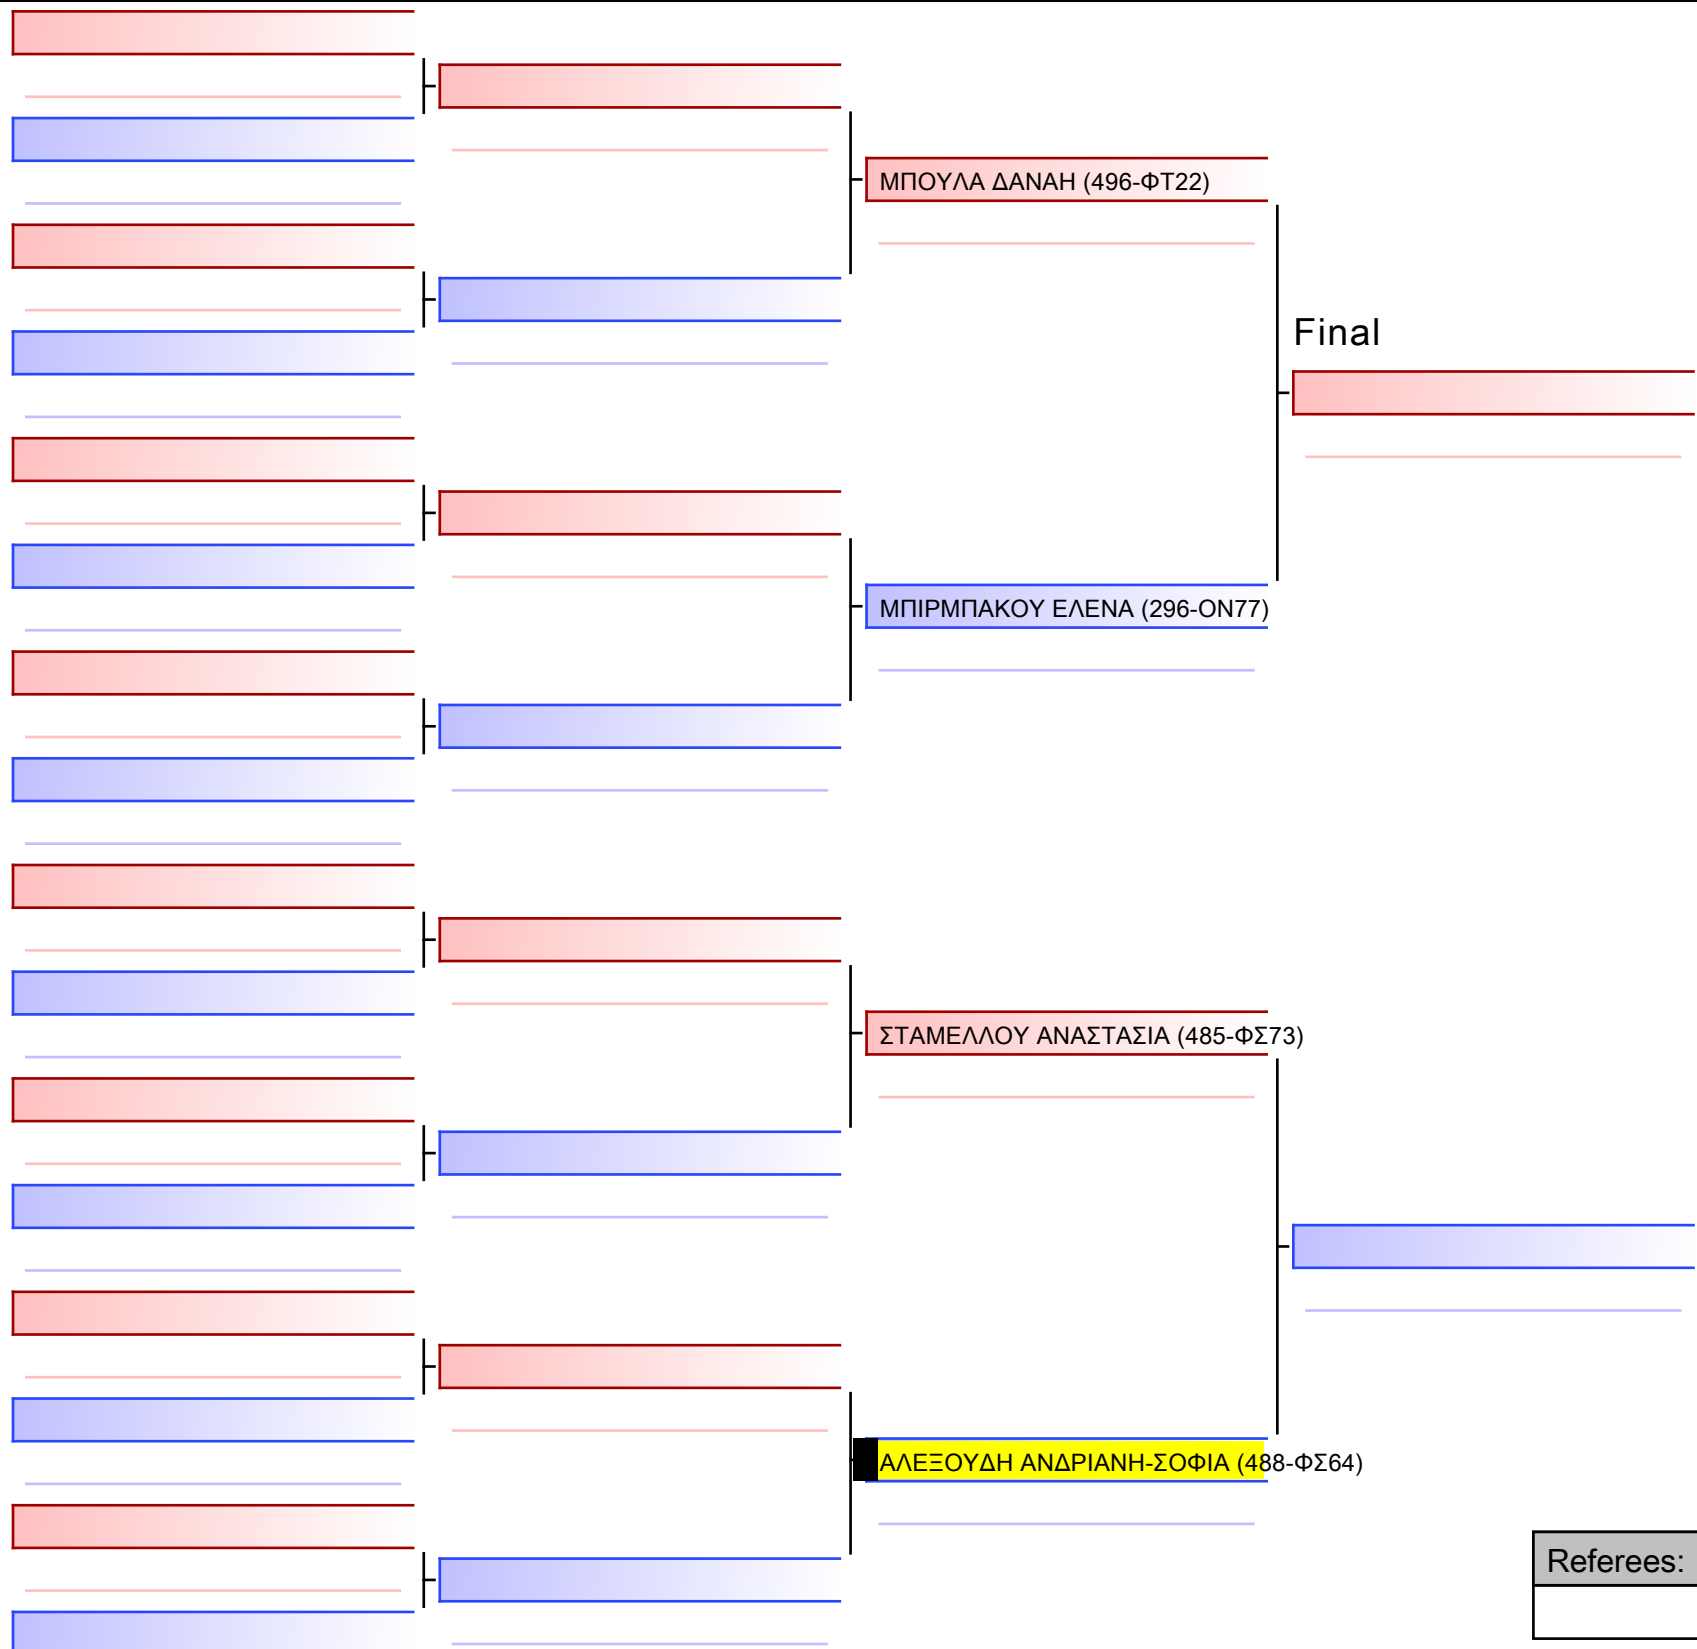 ΜΠΟΥΛΑ ΔΑΝΑΗ (496-ΦΤ22)
Final
ΜΠΙΡΜΠΑΚΟΥ ΕΛΕΝΑ (296-ΟΝ77)
ΣΤΑΜΕΛΛΟΥ ΑΝΑΣΤΑΣΙΑ (485-ΦΣ73)
ΑΛΕΞΟΥΔΗ ΑΝΔΡΙΑΝΗ-ΣΟΦΙΑ (488-ΦΣ64)
Referees: